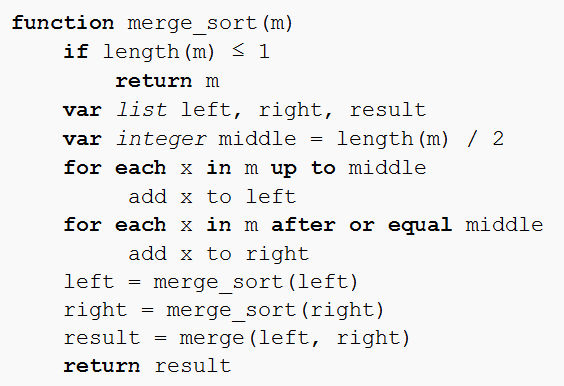 function merge_sort(m)
    if length(m) ≤ 1
        return m
    var list left, right, result
    var integer middle = length(m) / 2
    for each x in m up to middle
         add x to left
    for each x in m after or equal middle
         add x to right
    left = merge_sort(left)
    right = merge_sort(right)
    result = merge(left, right)
    return result